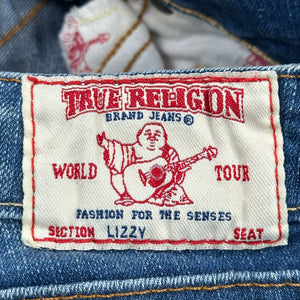 TRUE RELIGION
BRAND JEANS®
WORLD TOUR
FASHION FOR THE SENSES
SECTION LIZZY SEAT